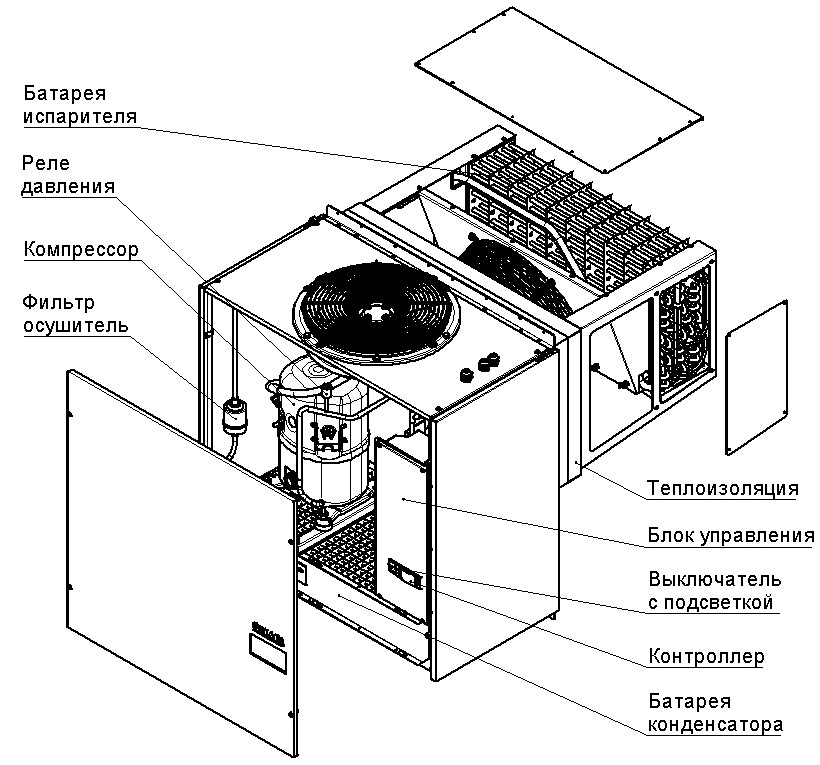 Батарея
испарителя
Реле
давления
Компрессор
Фильтр
осушитель
Теплоизоляция
Блок управления
Выключатель
с подсветкой
Контроллер
Батарея
конденсатора